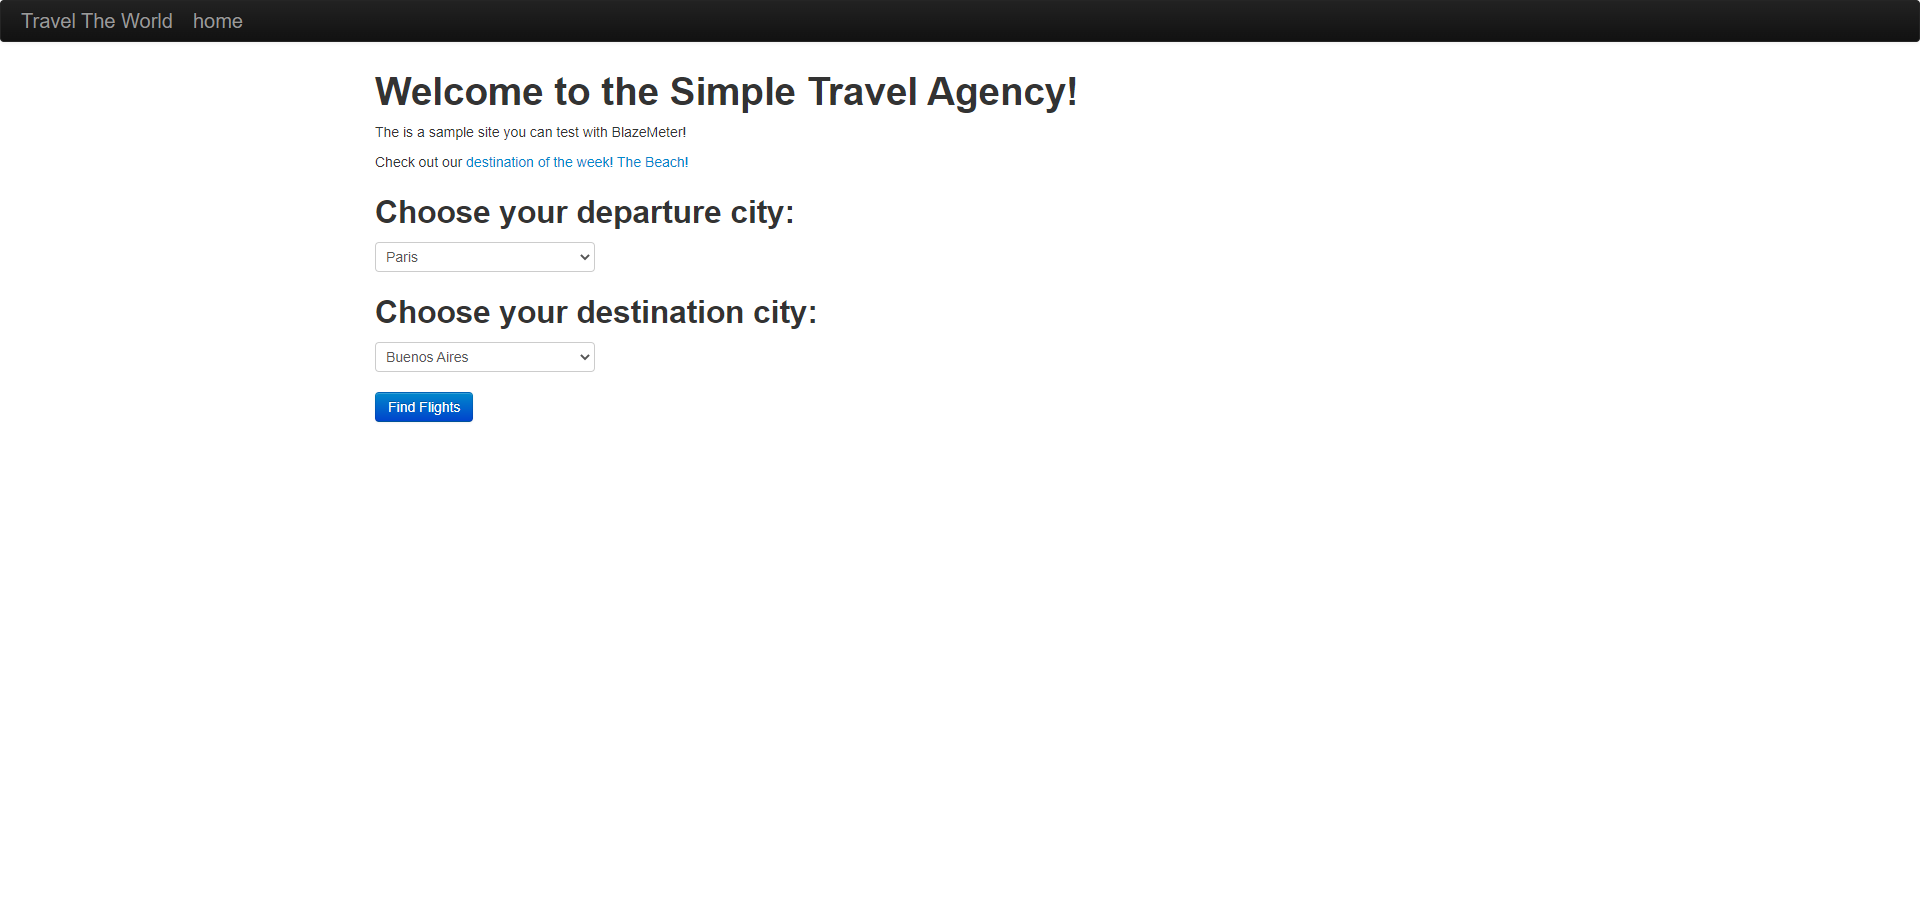 Travel The World home
Welcome to the Simple Travel Agency!
The is a sample site you can test with BlazeMeter!
Check out our destination of the week! The Beach!
Choose your departure city:
Paris
Choose your destination city:
Buenos Aires
Find Flights